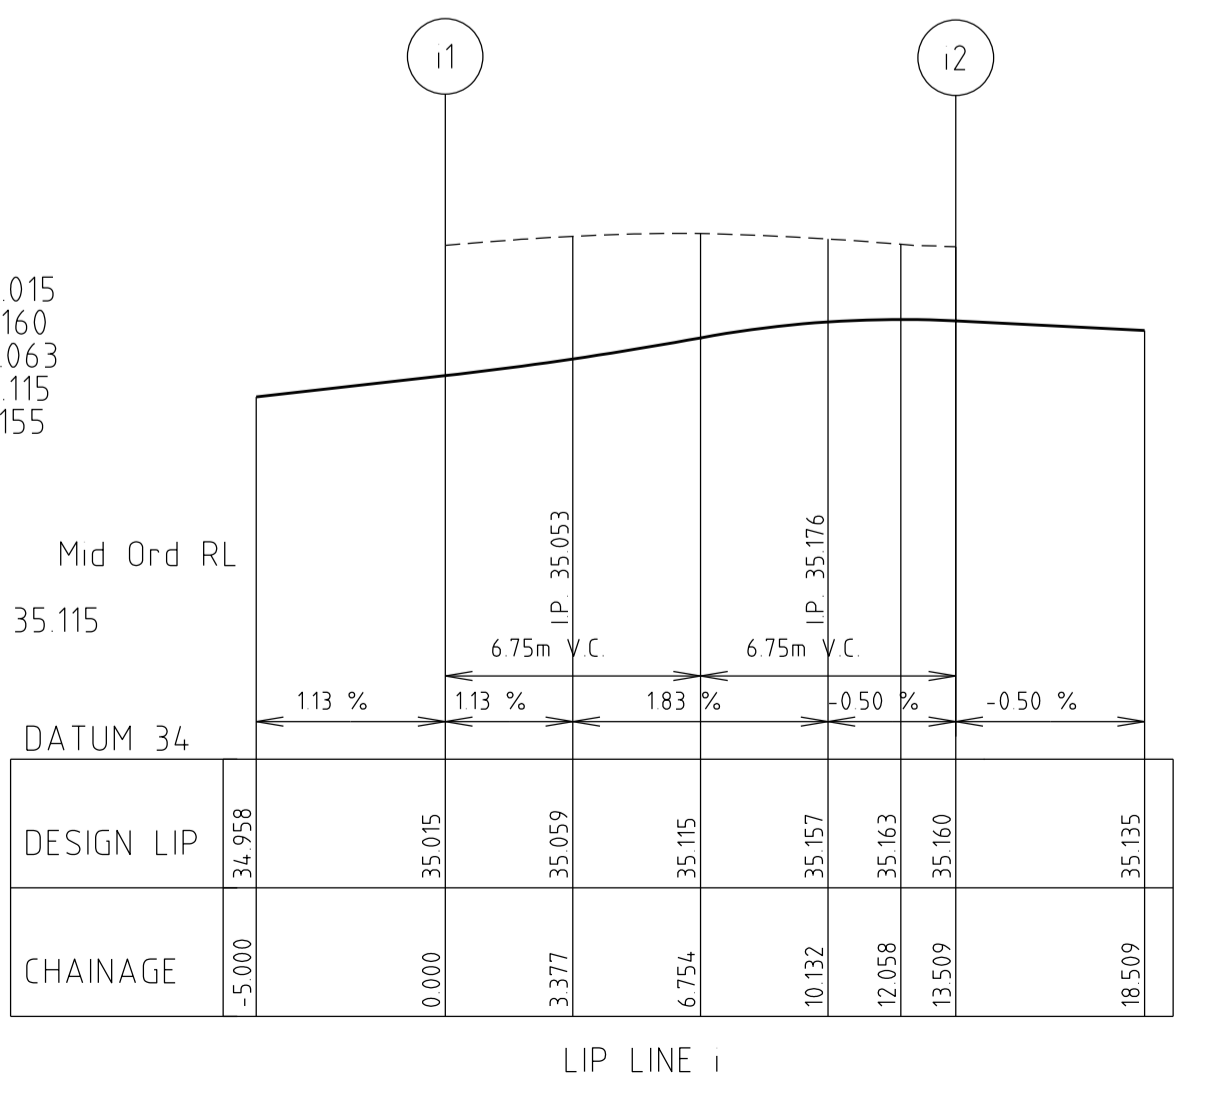 i1
i2
.015
160
.063
.115
155
Mid Ord RL
35.115
I.P. 35.053
I.P. 35.176
6.75m V.C.
6.75m V.C.
1.13 %
1.13 %
1.83 %
-0.50 %
-0.50 %
DATUM 34
DESIGN LIP
34.958
35.015
35.059
35.115
35.157
35.163
35.160
35.135
CHAINAGE
-5.000
0.000
3.377
6.754
10.132
12.058
13.509
18.509
LIP LINE i